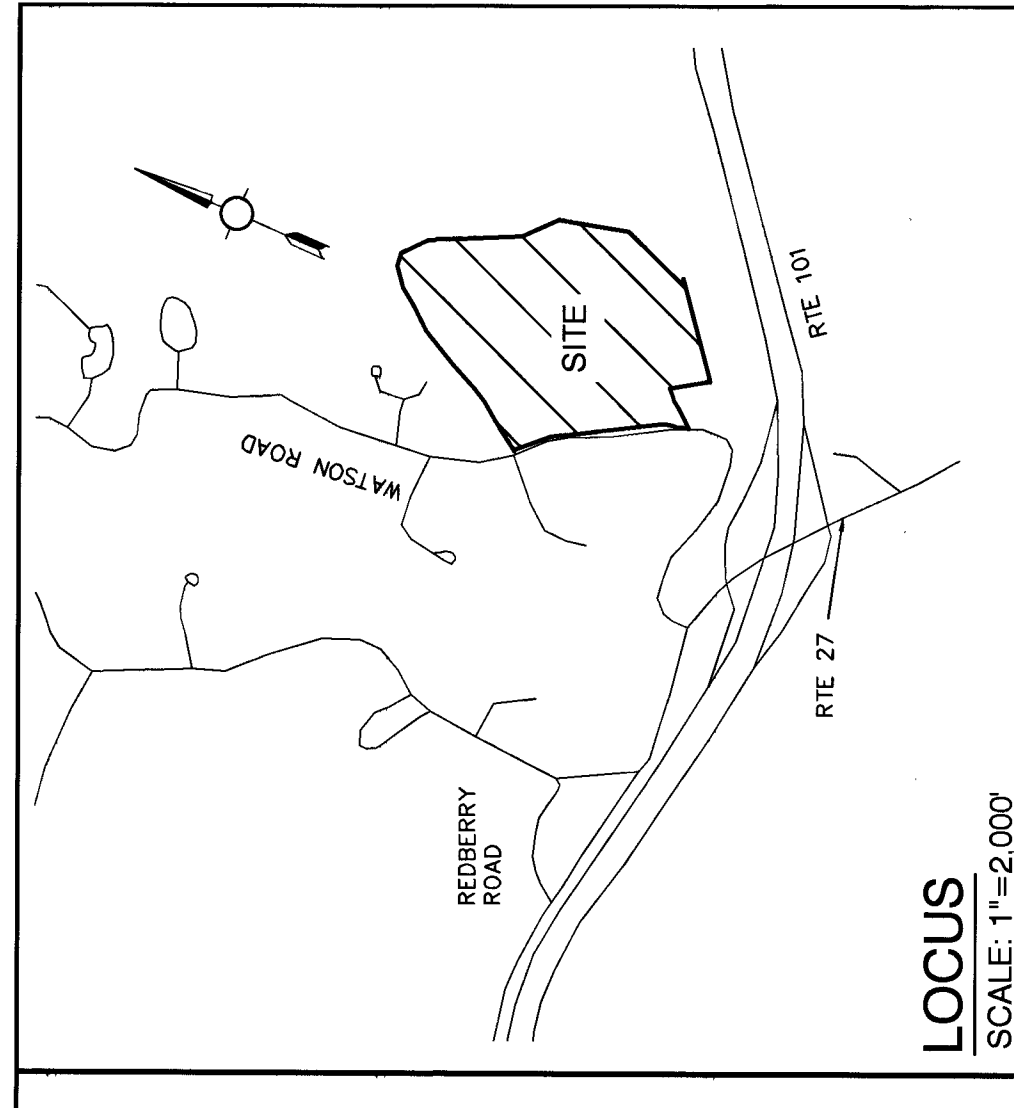 WATSON ROAD
SITE
RTE 101
RTE 27
REDBERRY
ROAD
LOCUS
SCALE: 1"=2,000'